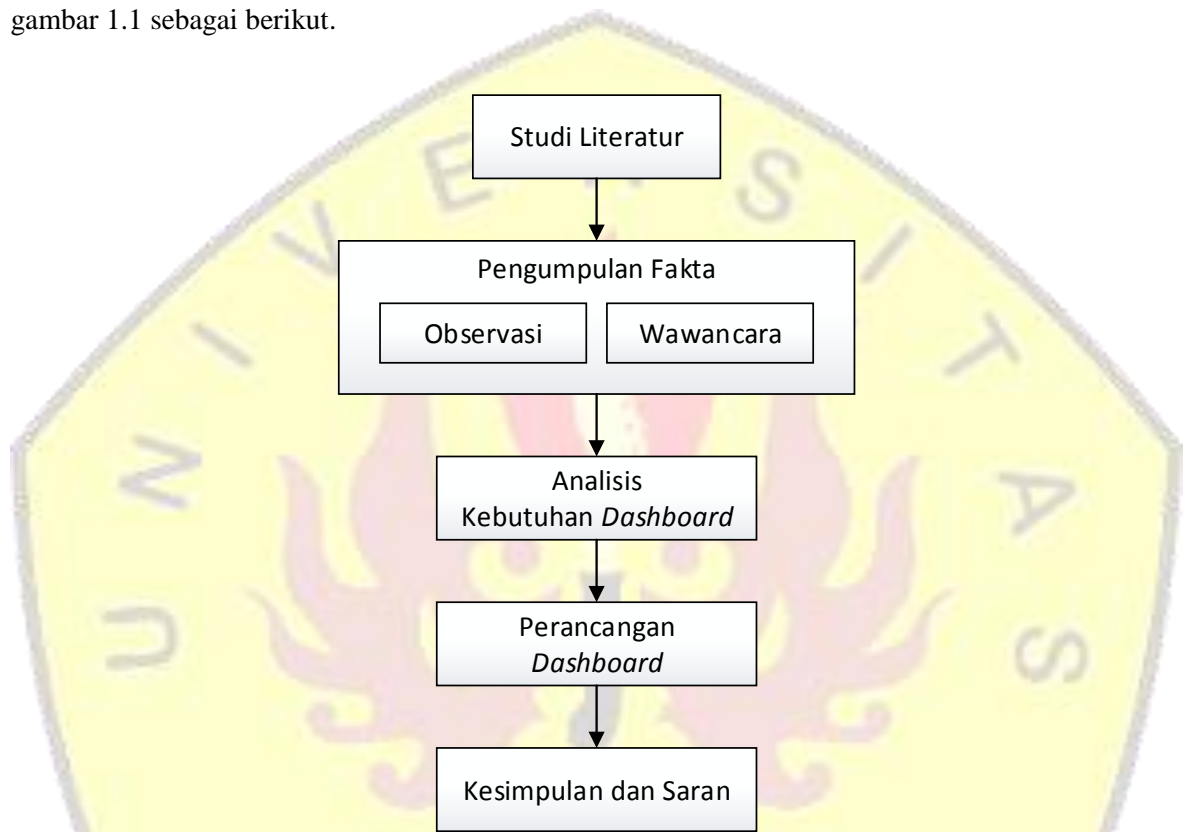 gambar 1.1 sebagai berikut.
Studi Literatur
Pengumpulan Fakta
Observasi
Wawancara
Analisis
Kebutuhan Dashboard
Perancangan
Dashboard
Kesimpulan dan Saran
UNIVERSITAS